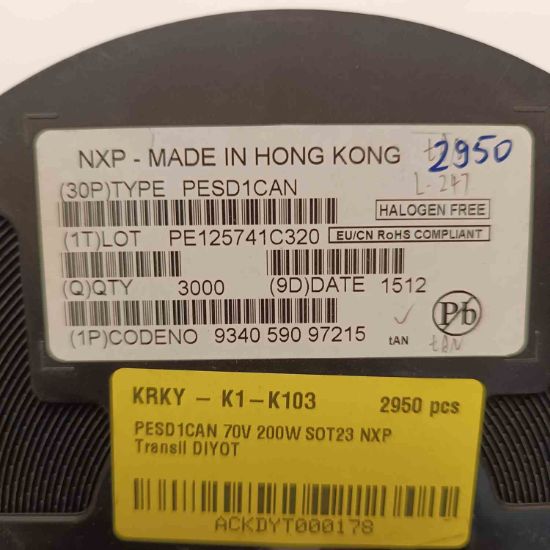 NXP - MADE IN HONG KONG
2950
(30P)TYPE PESD1CAN
L-247
HALOGEN FREE
(1T)LOT PE125741C320 EU/CN RoHS COMPLIANT
(Q)QTY 3000 (9D)DATE 1512
Pb
(1P)CODENO 9340 590 97215 tAN tAN
KRKY - K1-K103 2950 pcs
PESD1CAN 70V 200W SOT23 NXP
Transil DIYOT
ACKDYT000178